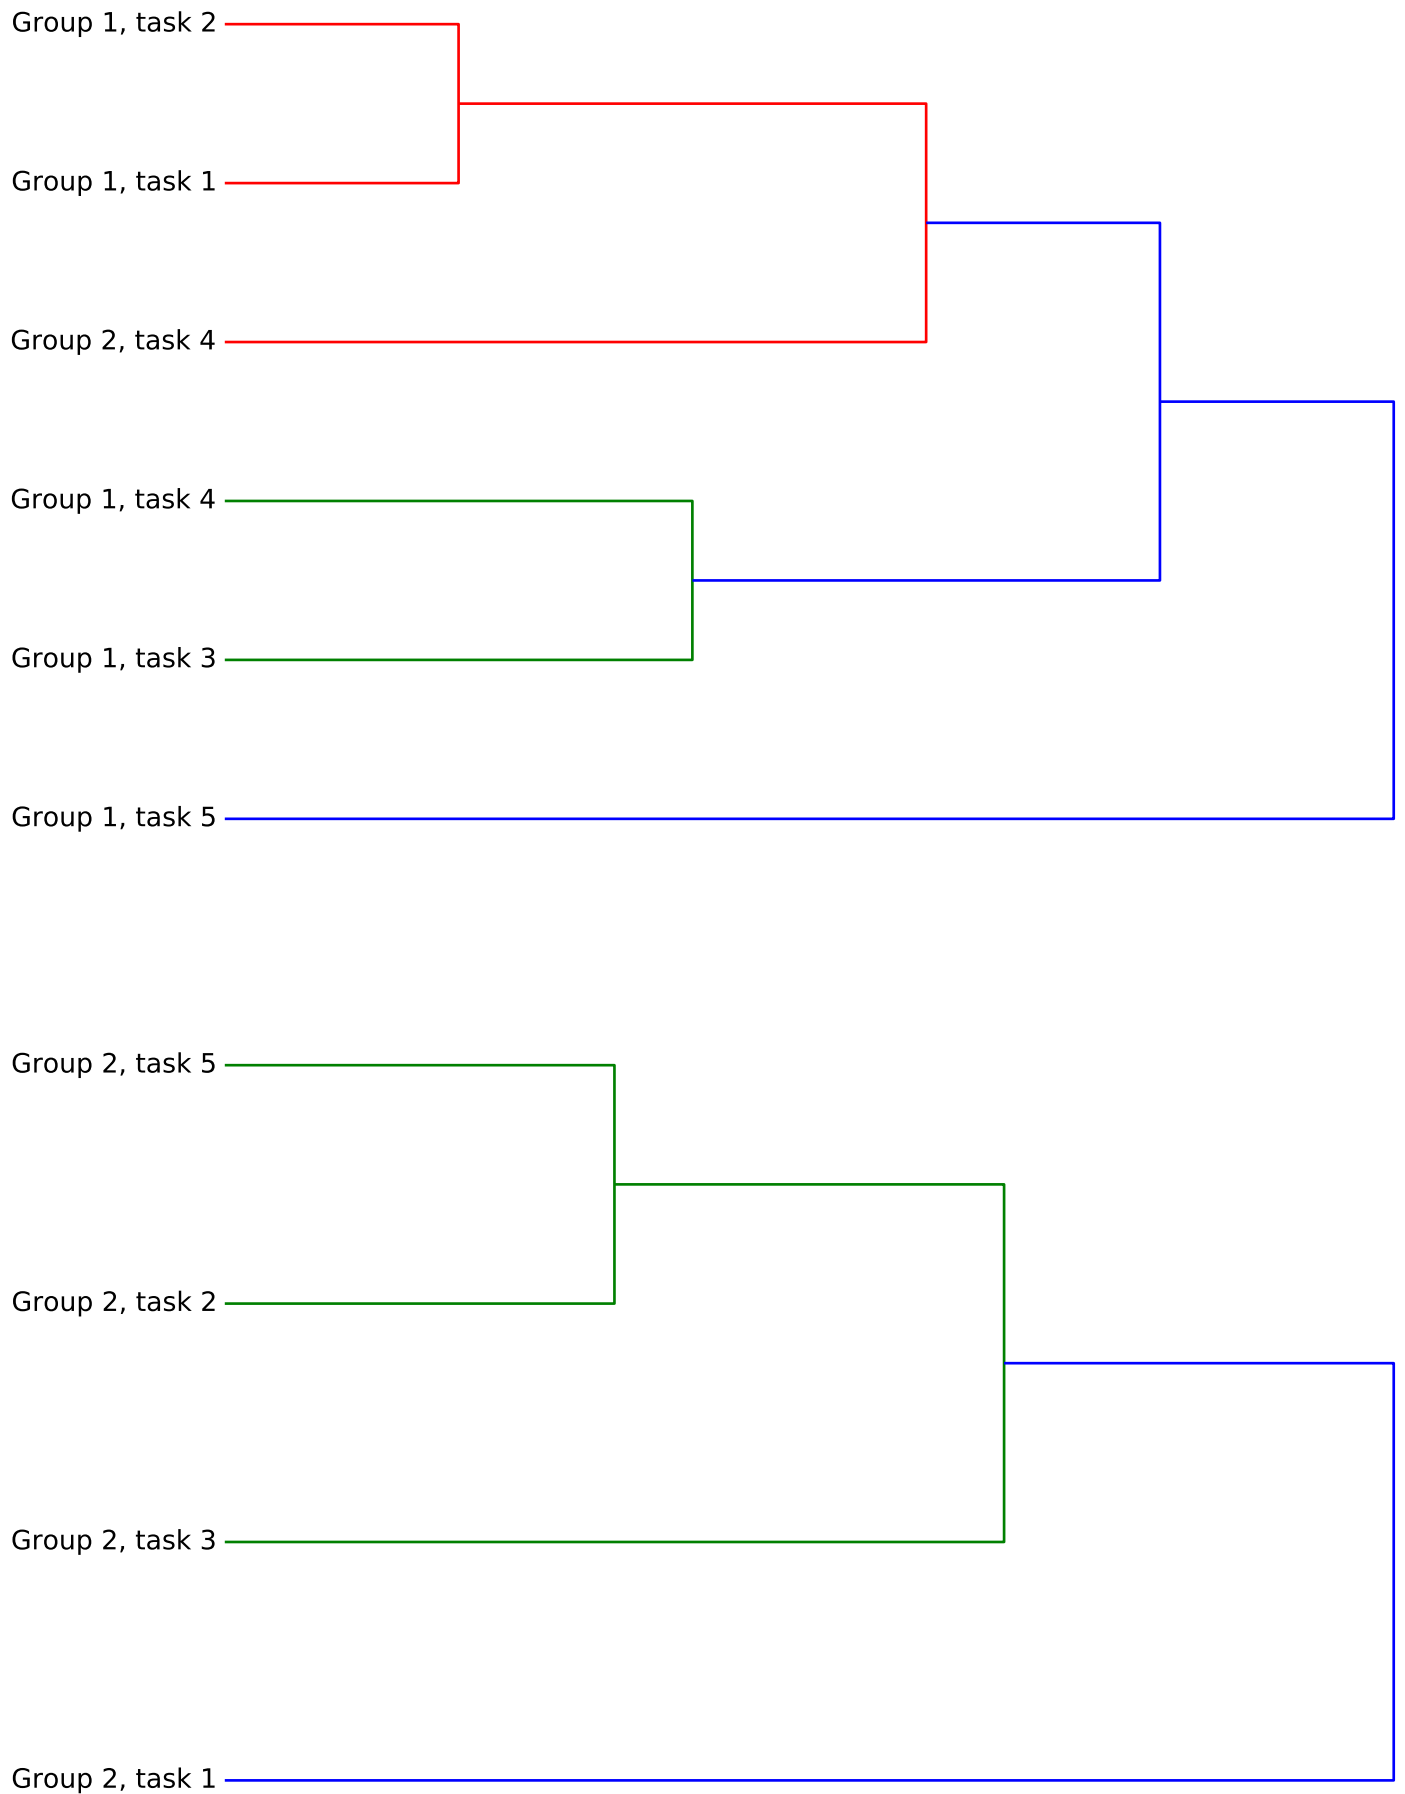 Group 1, task 2
Group 1, task 1
Group 2, task 4
Group 1, task 4
Group 1, task 3
Group 1, task 5
Group 2, task 5
Group 2, task 2
Group 2, task 3
Group 2, task 1